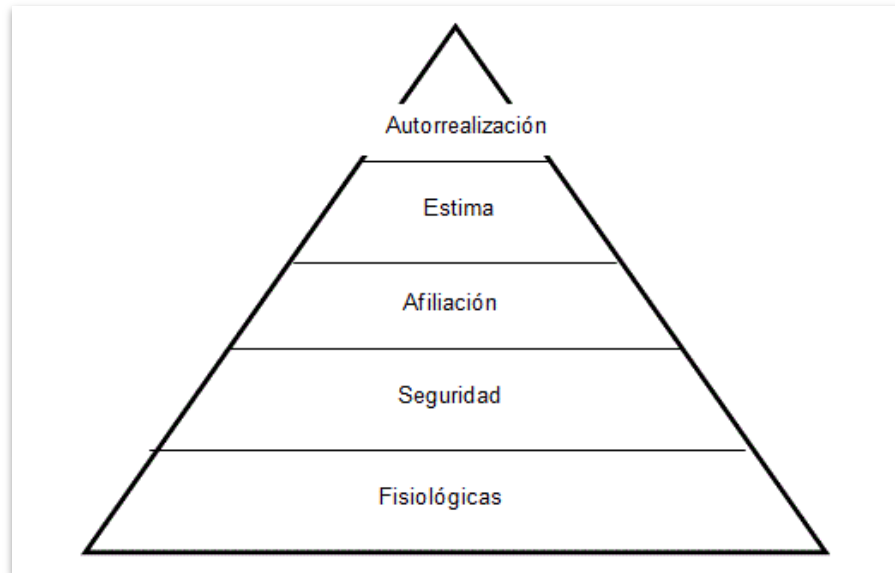 Autorrealización
Estima
Afiliación
Seguridad
Fisiológicas